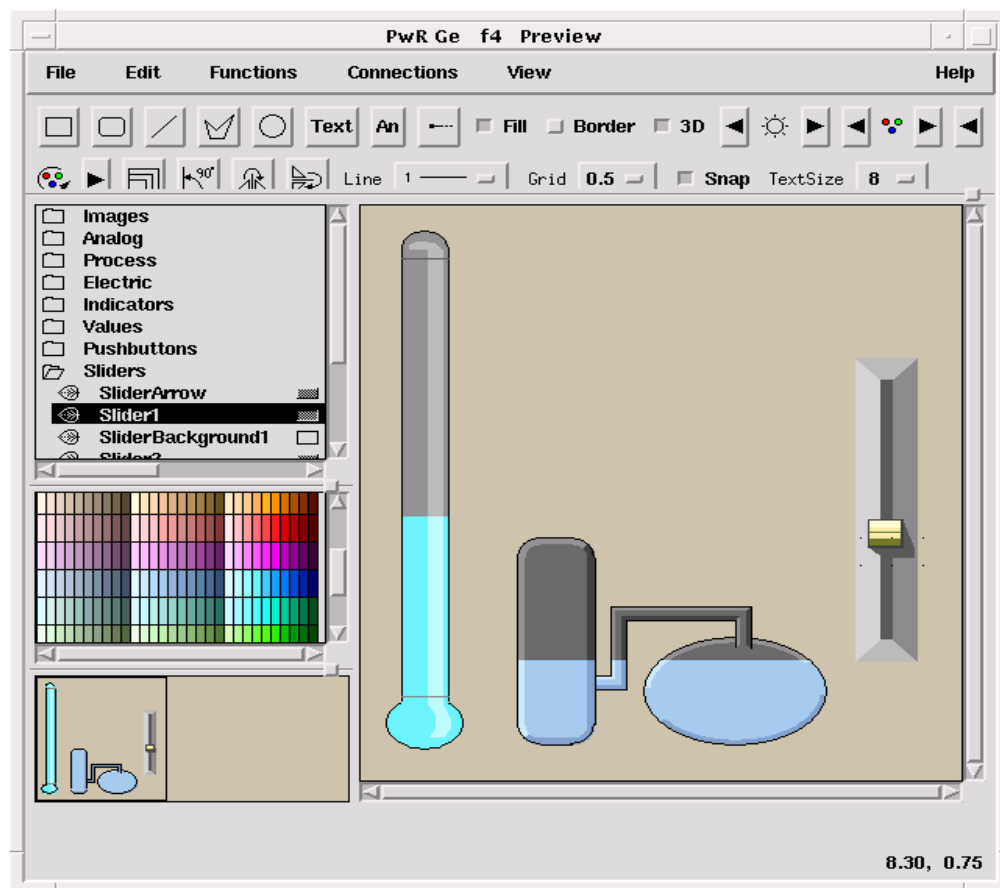 PwR Ge f4 Preview
File Edit Functions Connections View Help
Text An Fill Border 3D
90° Line 1 Grid 0.5 Snap TextSize 8
Images
Analog
Process
Electric
Indicators
Values
Pushbuttons
Sliders
SliderArrow
Slider1
SliderBackground1
8.30, 0.75